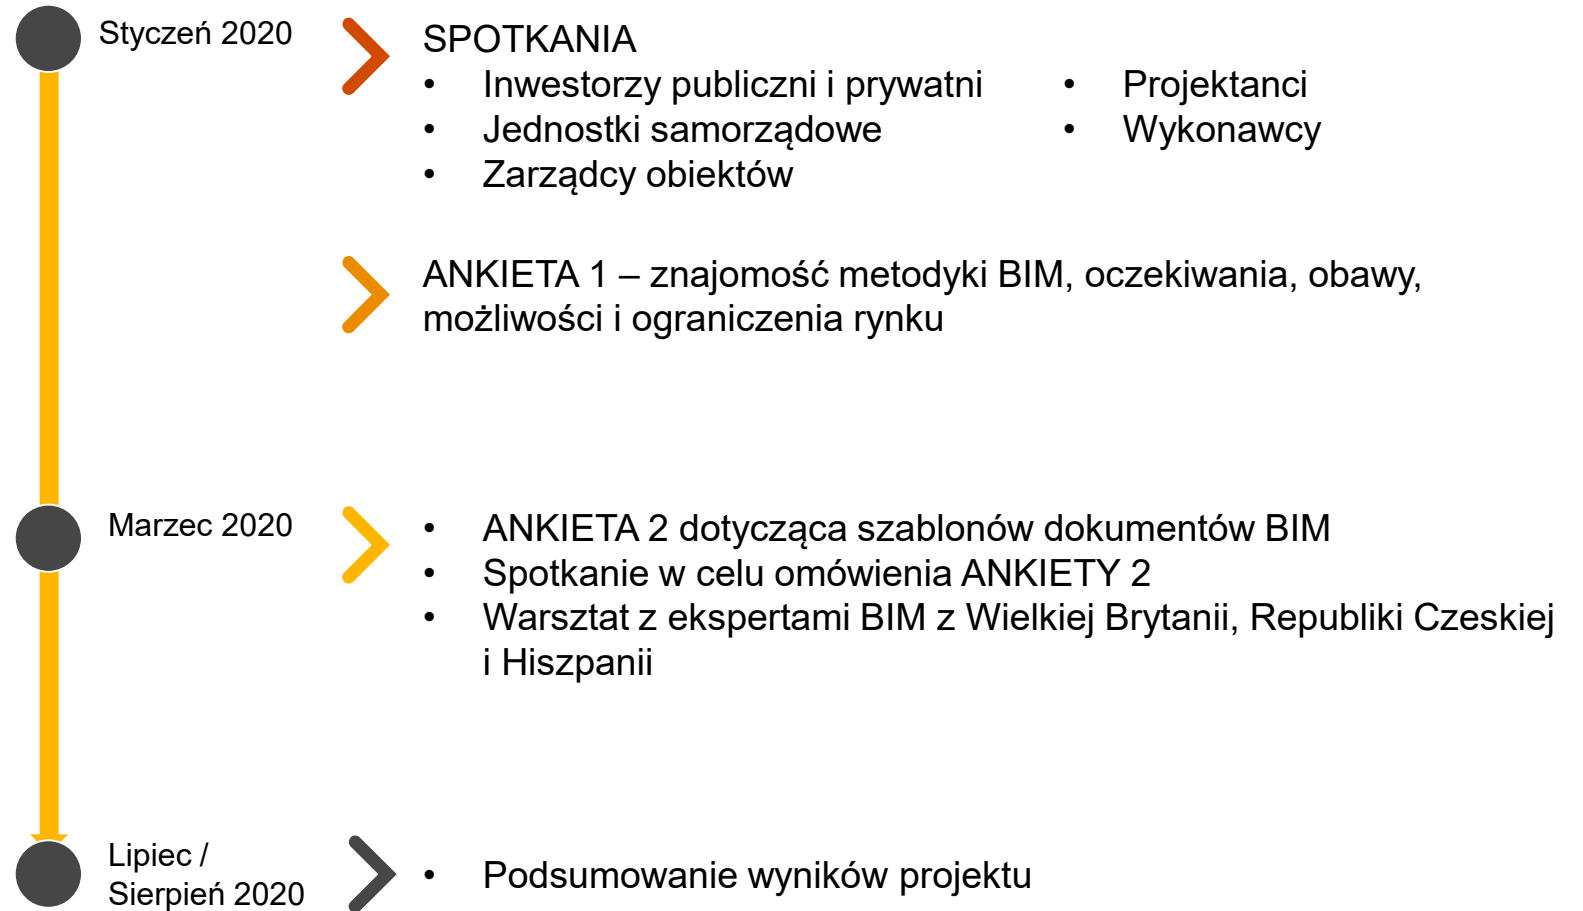 Styczeń 2020
SPOTKANIA
• Inwestorzy publiczni i prywatni
• Jednostki samorządowe
• Zarządcy obiektów
• Projektanci
• Wykonawcy
ANKIETA 1 – znajomość metodyki BIM, oczekiwania, obawy,
możliwości i ograniczenia rynku
Marzec 2020
• ANKIETA 2 dotycząca szablonów dokumentów BIM
• Spotkanie w celu omówienia ANKIETY 2
• Warsztat z ekspertami BIM z Wielkiej Brytanii, Republiki Czeskiej
i Hiszpanii
Lipiec /
Sierpień 2020
• Podsumowanie wyników projektu